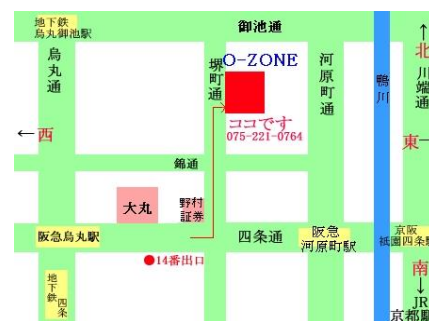 地下鉄
烏丸御池駅
御池通
↑
北
烏丸通
堺町通
O-ZONE
河原町通
鴨川
川端通
ココです
075-221-0764
←西
東→
錦通
大丸
野村
証券
阪急烏丸駅
四条通
阪急
河原町駅
京阪
祇園四条駅
●14番出口
地下鉄
四条
南
↓
JR
京都駅